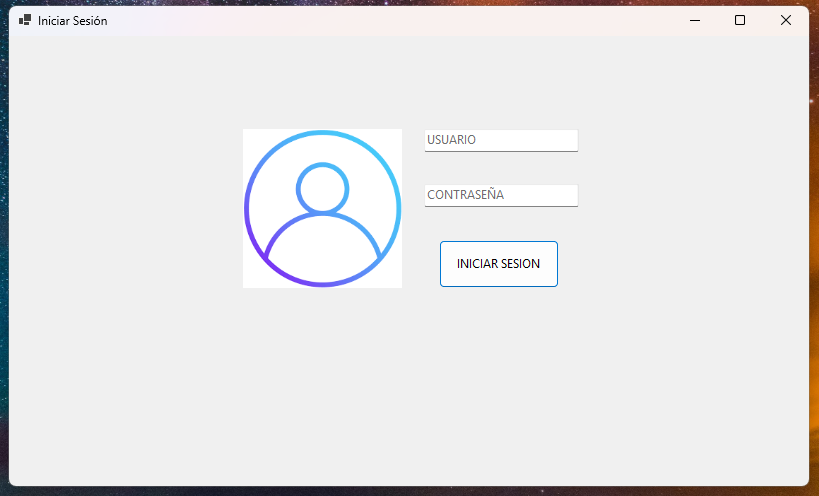 Iniciar Sesión
USUARIO
CONTRASEÑA
INICIAR SESION